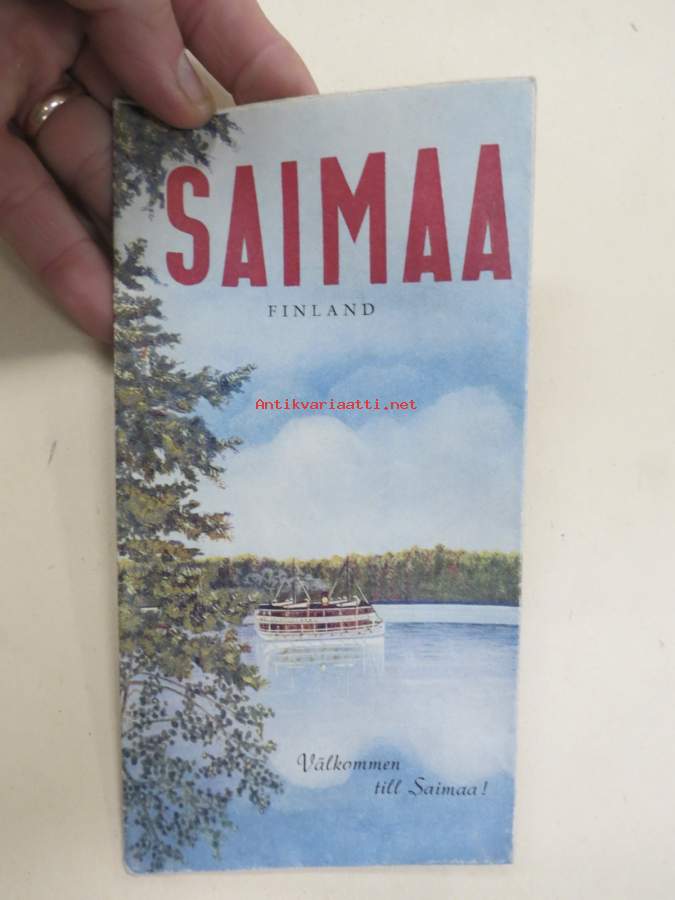 SAIMAA
FINLAND
Antikvariaatti.net
Välkommen
till Saimaa!